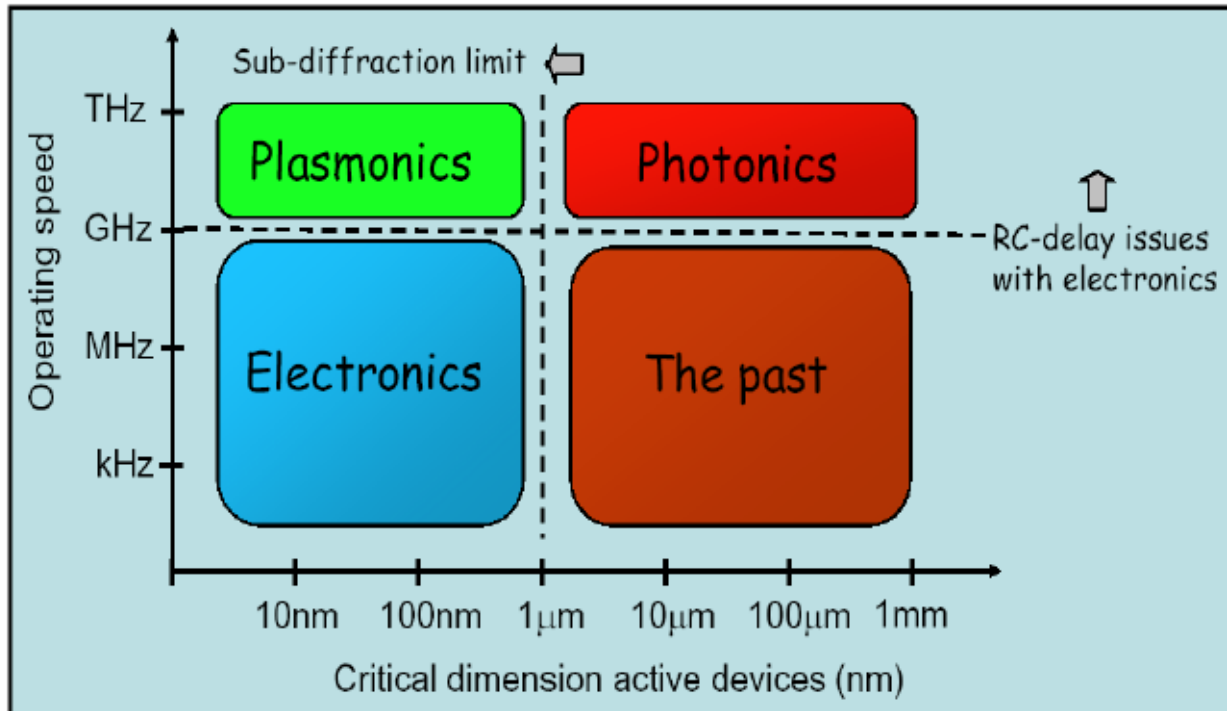 Sub-diffraction limit
THz
Plasmonics
Photonics
Operating speed
GHz
RC-delay issues
with electronics
MHz
Electronics
The past
kHz
10nm
100nm
1μm
10μm
100μm
1mm
Critical dimension active devices (nm)